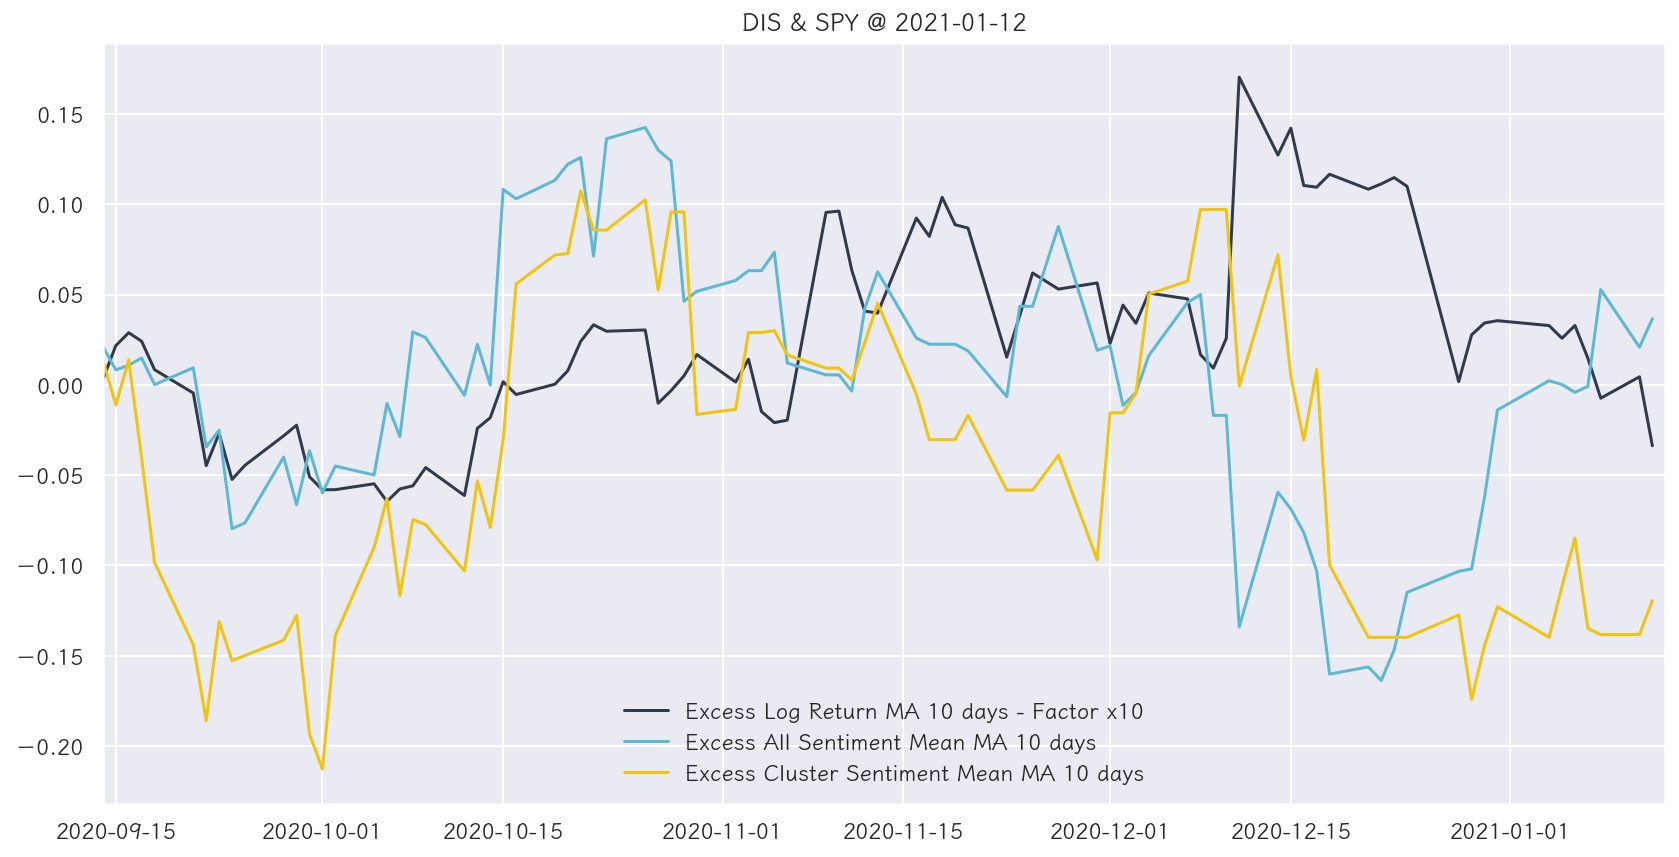 DIS & SPY @ 2021-01-12
0.15
0.10
0.05
0.00
−0.05
−0.10
−0.15
−0.20
Excess Log Return MA 10 days - Factor x10
Excess All Sentiment Mean MA 10 days
Excess Cluster Sentiment Mean MA 10 days
2020-09-15 2020-10-01 2020-10-15 2020-11-01 2020-11-15 2020-12-01 2020-12-15 2021-01-01